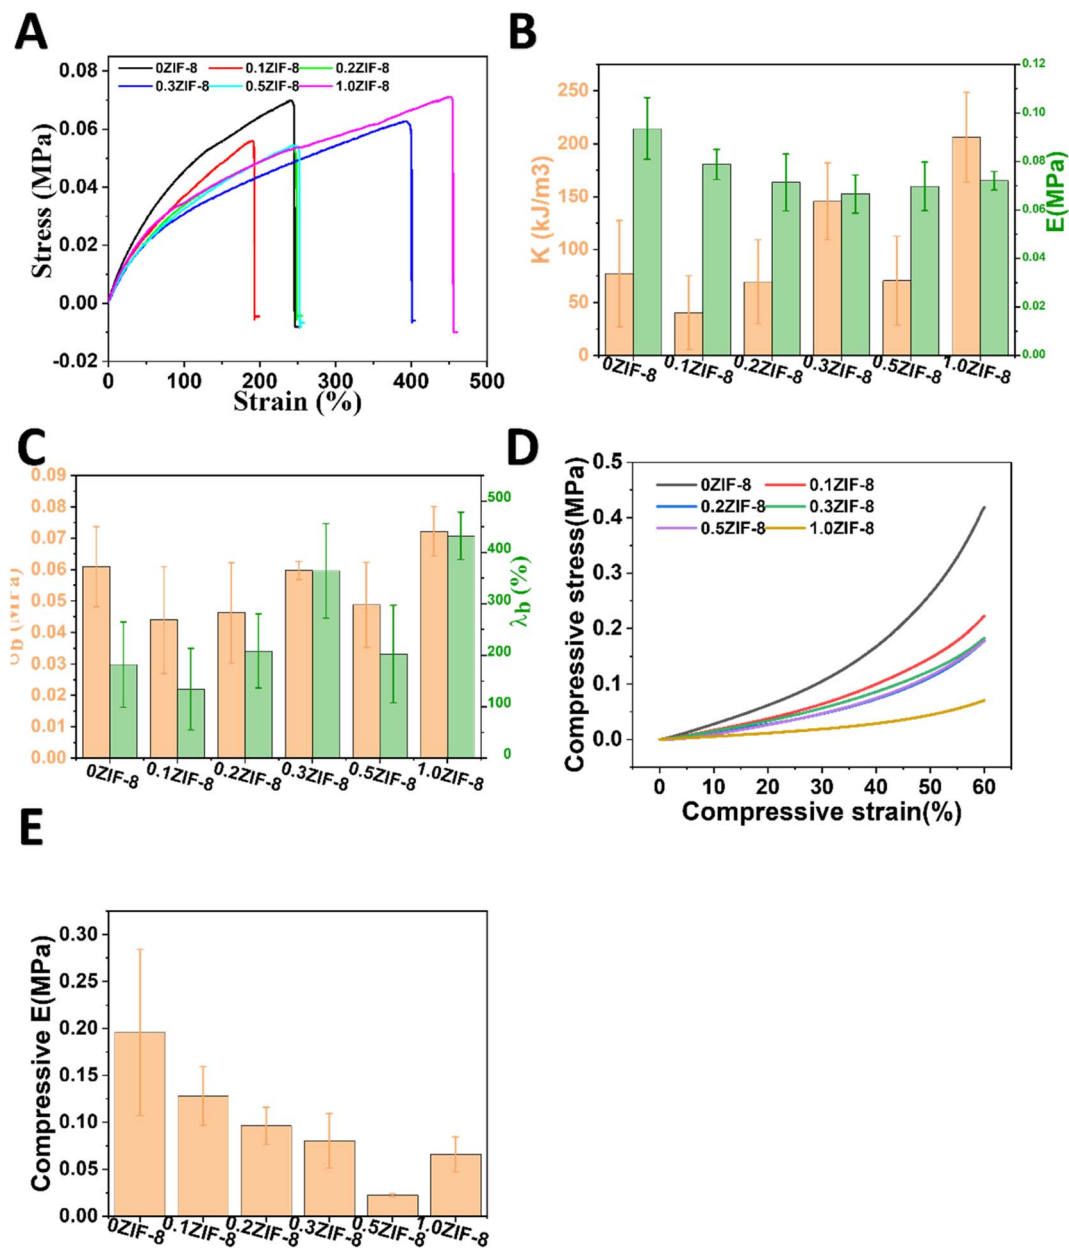 A
0ZIF-8 0.1ZIF-8 0.2ZIF-8
0.3ZIF-8 0.5ZIF-8 1.0ZIF-8
Stress (MPa)
0.08
0.06
0.04
0.02
0.00
-0.02
0 100 200 300 400 500
Strain (%)
B
K (kJ/m3)
250
200
150
100
50
0
E(MPa)
0.12
0.10
0.08
0.06
0.04
0.02
0.00
0ZIF-8 0.1ZIF-8 0.2ZIF-8 0.3ZIF-8 0.5ZIF-8 1.0ZIF-8
C
0.09
0.08
0.07
0.06
0.05
0.04
0.03
0.02
0.01
0.00
λb (%)
500
400
300
200
100
0
0ZIF-8 0.1ZIF-8 0.2ZIF-8 0.3ZIF-8 0.5ZIF-8 1.0ZIF-8
D
0ZIF-8 0.1ZIF-8
0.2ZIF-8 0.3ZIF-8
0.5ZIF-8 1.0ZIF-8
Compressive stress(MPa)
0.5
0.4
0.3
0.2
0.1
0.0
0 10 20 30 40 50 60
Compressive strain(%)
E
Compressive E(MPa)
0.30
0.25
0.20
0.15
0.10
0.05
0.00
0ZIF-8 0.1ZIF-8 0.2ZIF-8 0.3ZIF-8 0.5ZIF-8 1.0ZIF-8